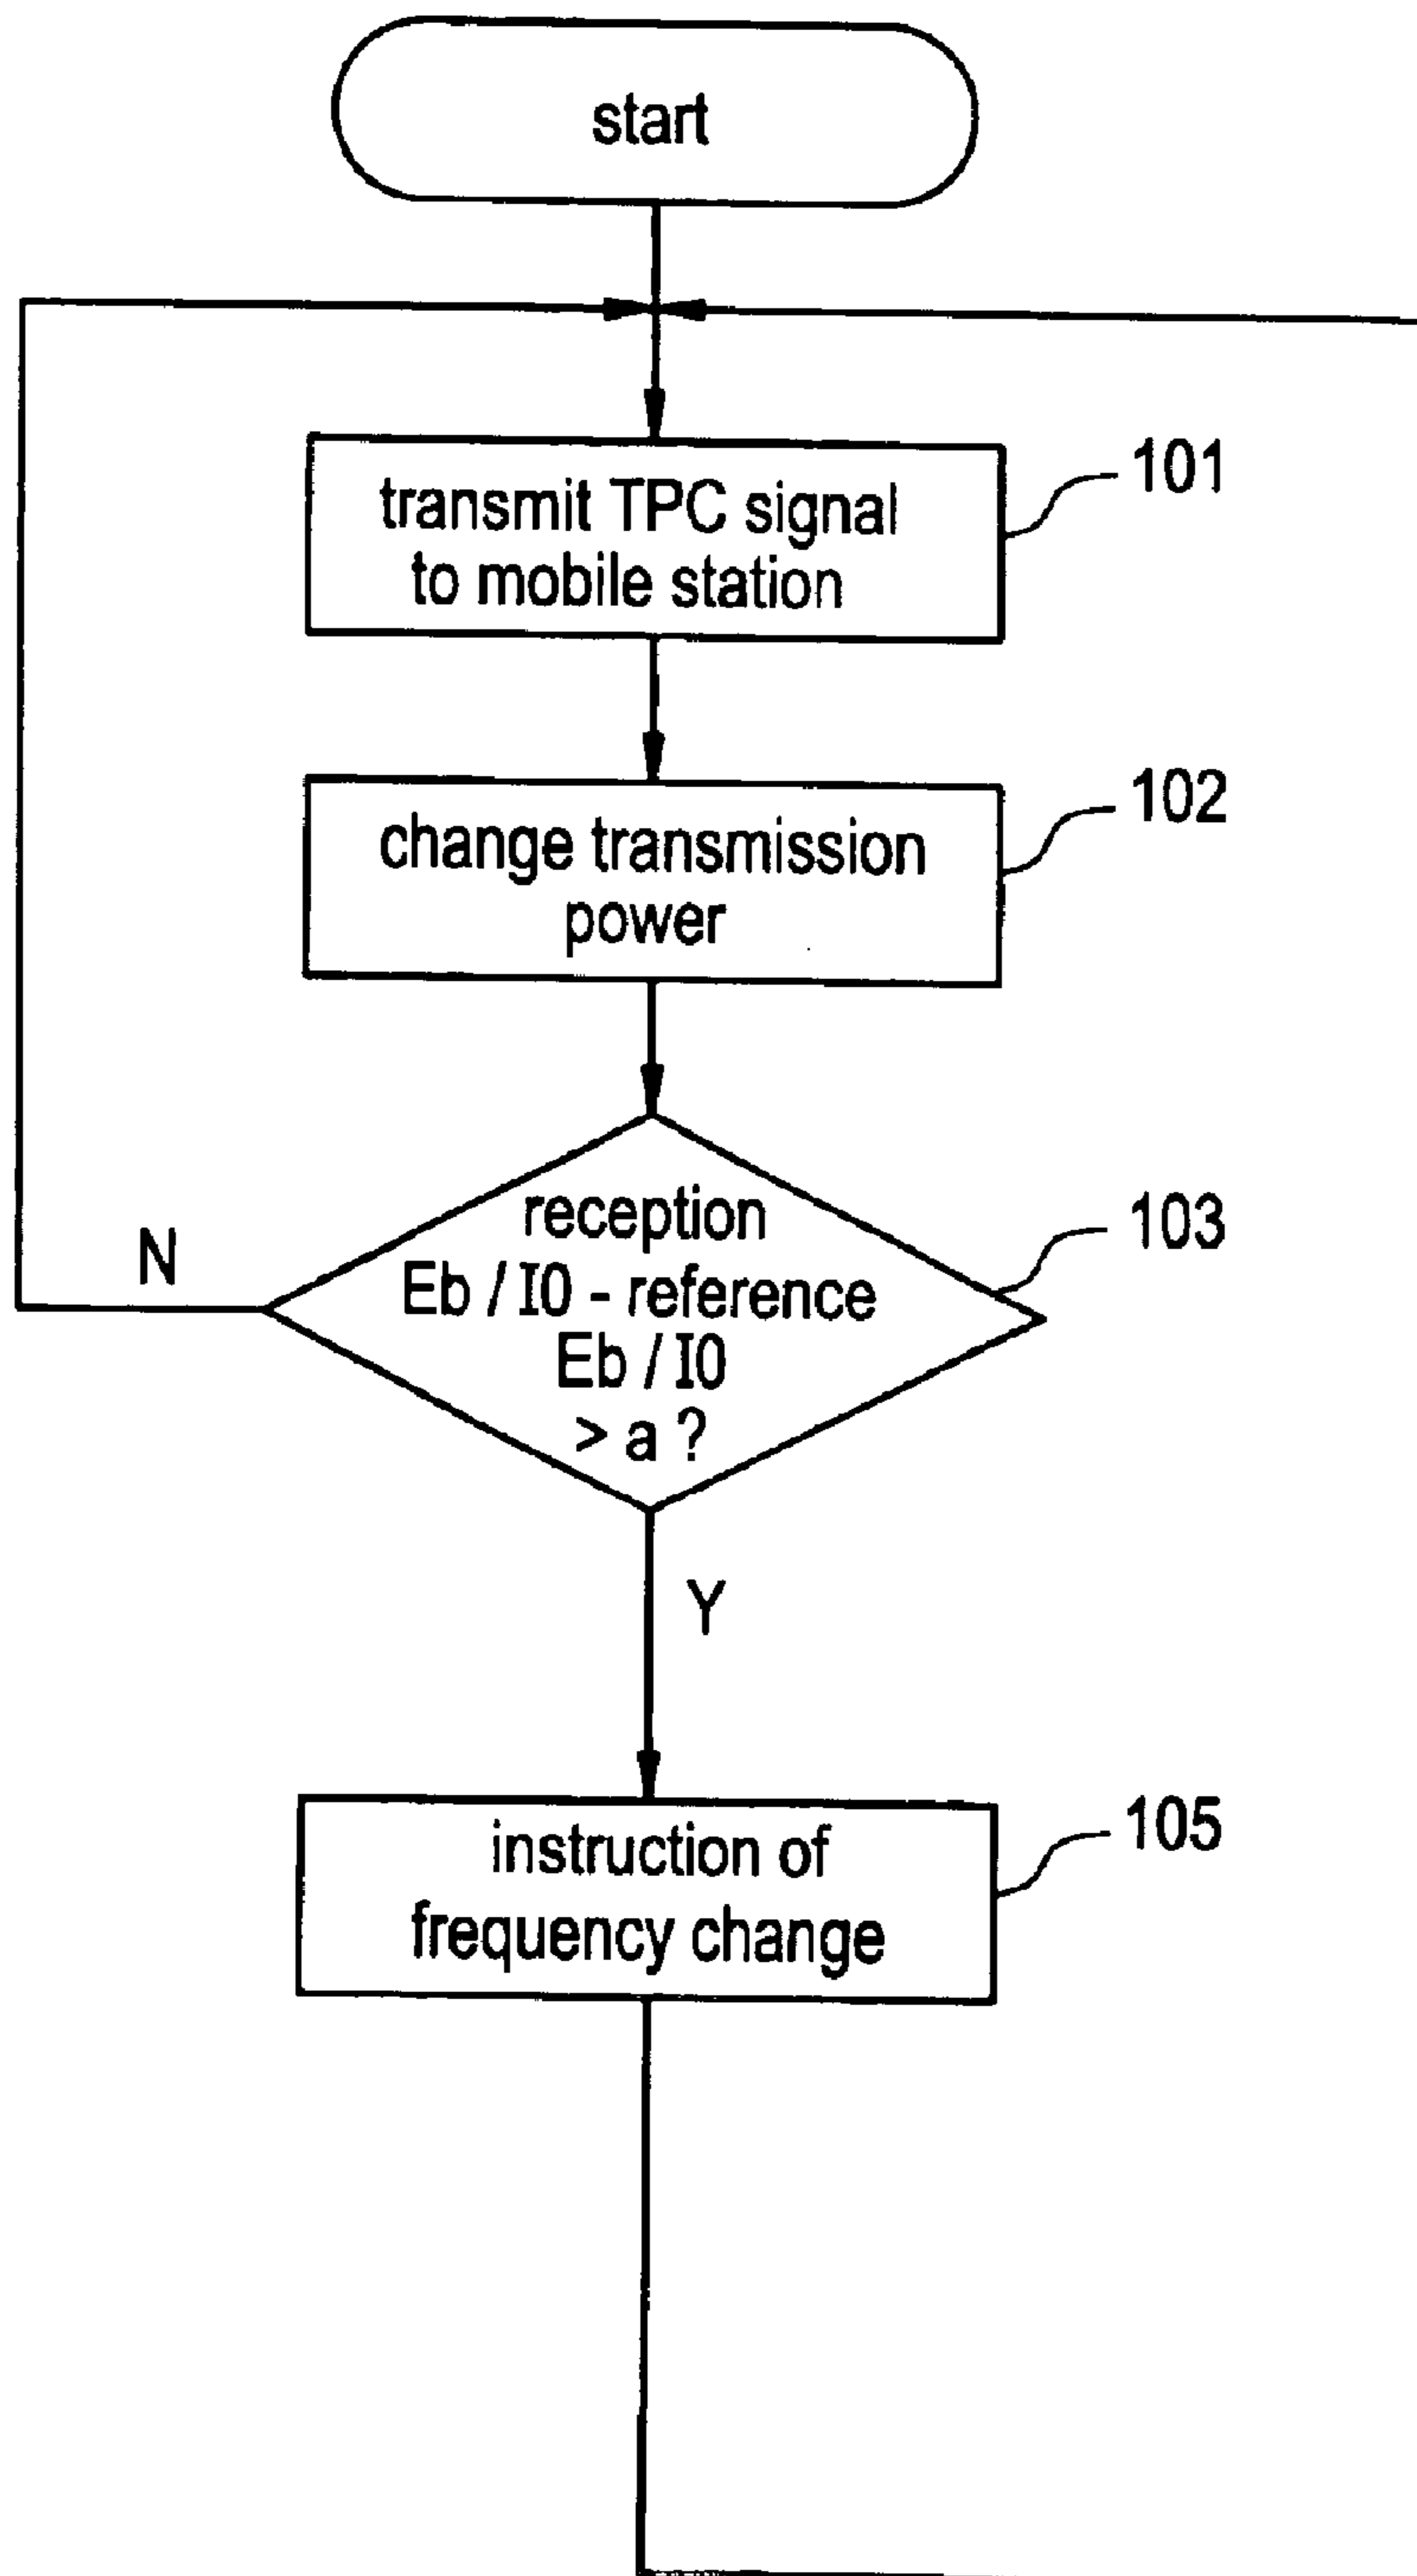 start
101
transmit TPC signal
to mobile station
102
change transmission
power
103
reception
Eb / I0 - reference
Eb / I0
> a ?
N
Y
105
instruction of
frequency change